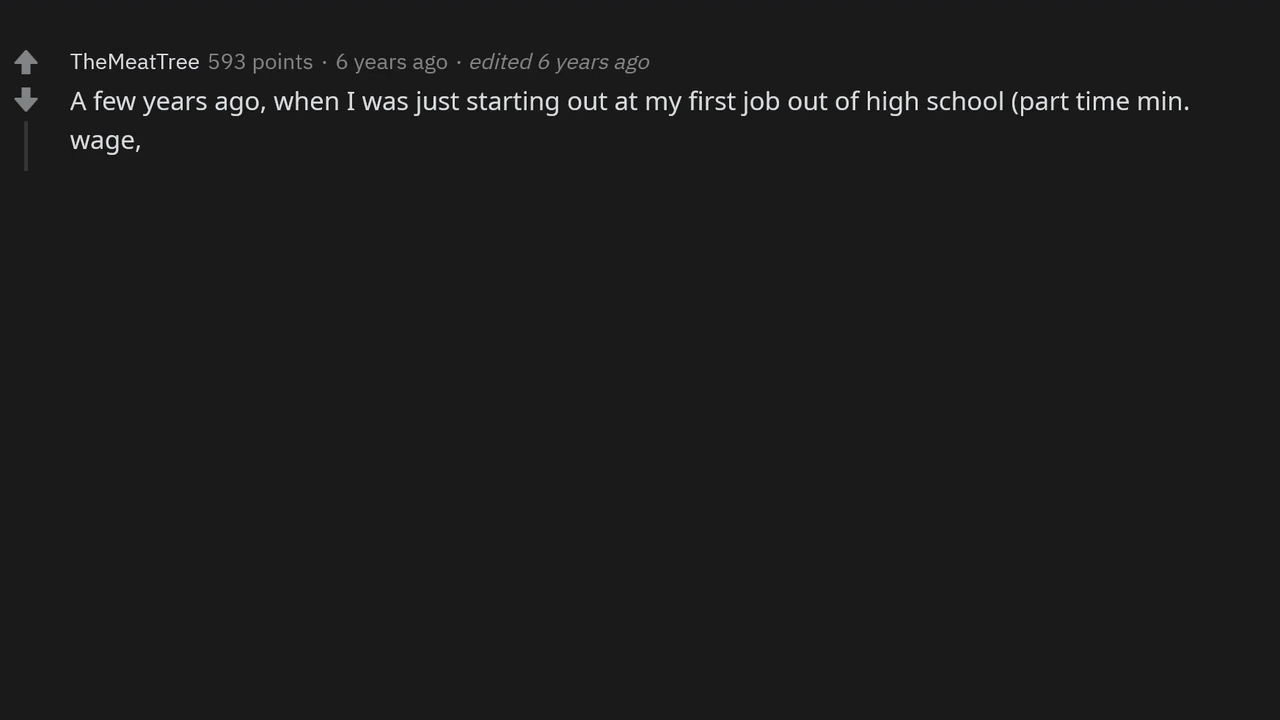 TheMeatTree 593 points · 6 years ago · edited 6 years ago
A few years ago, when I was just starting out at my first job out of high school (part time min.
wage,